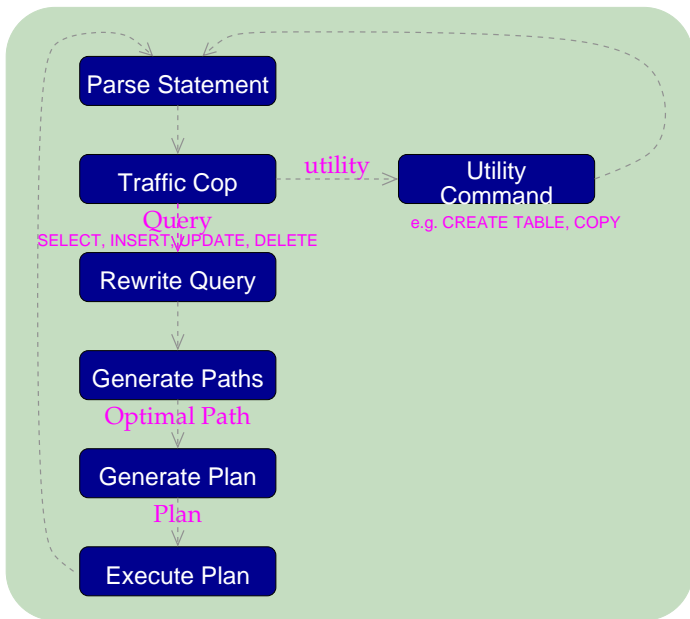 Parse Statement
Traffic Cop
utility
Utility
Command
Query
SELECT, INSERT, UPDATE, DELETE
e.g. CREATE TABLE, COPY
Rewrite Query
Generate Paths
Optimal Path
Generate Plan
Plan
Execute Plan